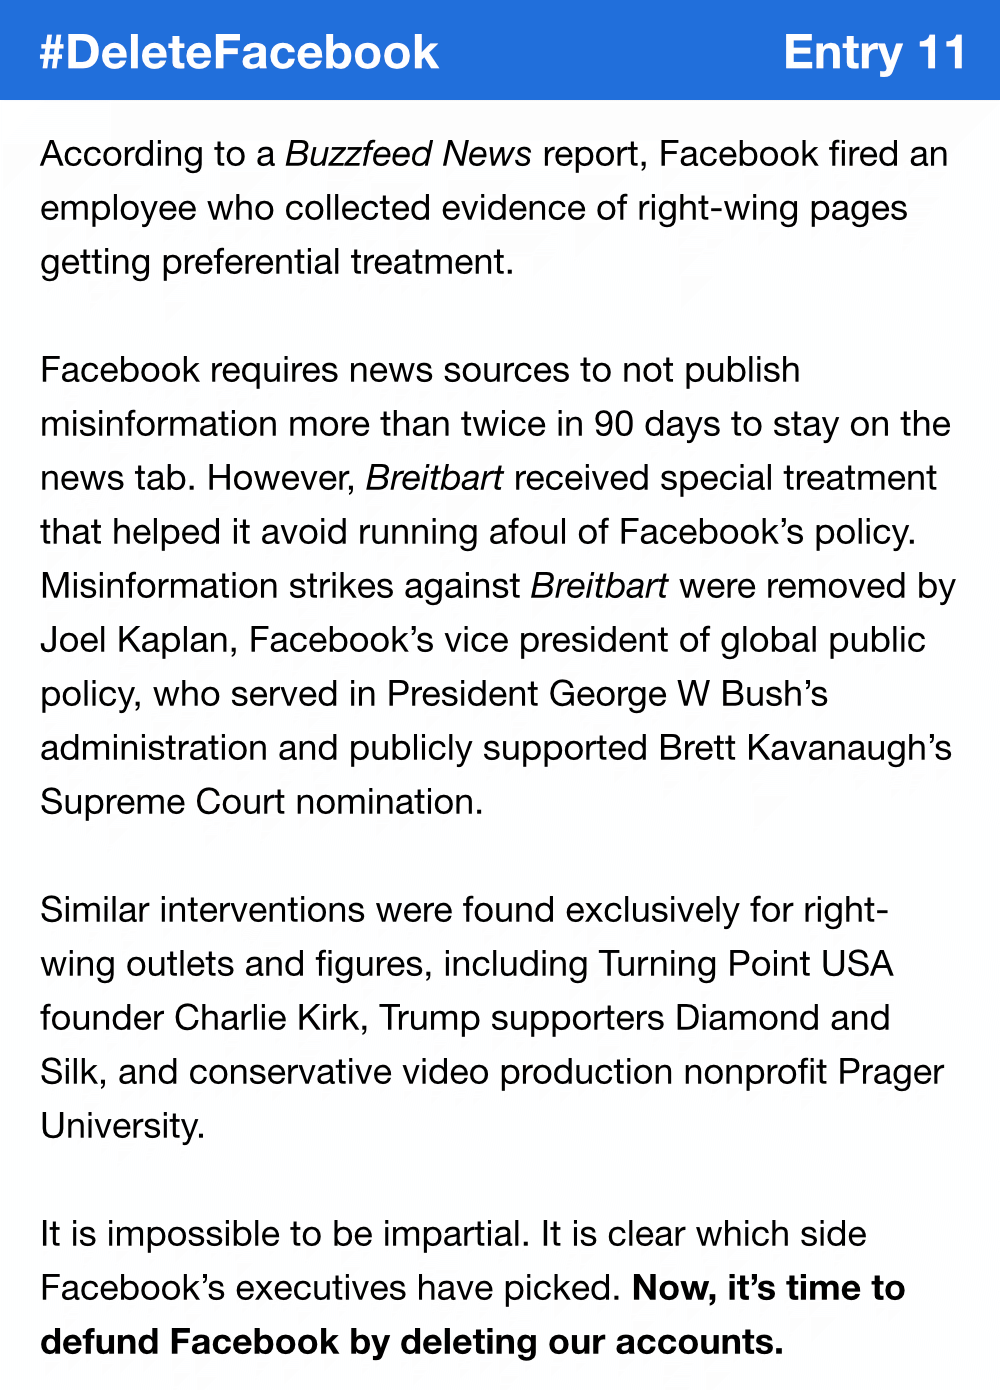 #DeleteFacebook Entry 11
According to a Buzzfeed News report, Facebook fired an
employee who collected evidence of right-wing pages
getting preferential treatment.
Facebook requires news sources to not publish
misinformation more than twice in 90 days to stay on the
news tab. However, Breitbart received special treatment
that helped it avoid running afoul of Facebook’s policy.
Misinformation strikes against Breitbart were removed by
Joel Kaplan, Facebook’s vice president of global public
policy, who served in President George W Bush’s
administration and publicly supported Brett Kavanaugh’s
Supreme Court nomination.
Similar interventions were found exclusively for right-
wing outlets and figures, including Turning Point USA
founder Charlie Kirk, Trump supporters Diamond and
Silk, and conservative video production nonprofit Prager
University.
It is impossible to be impartial. It is clear which side
Facebook’s executives have picked. Now, it’s time to
defund Facebook by deleting our accounts.